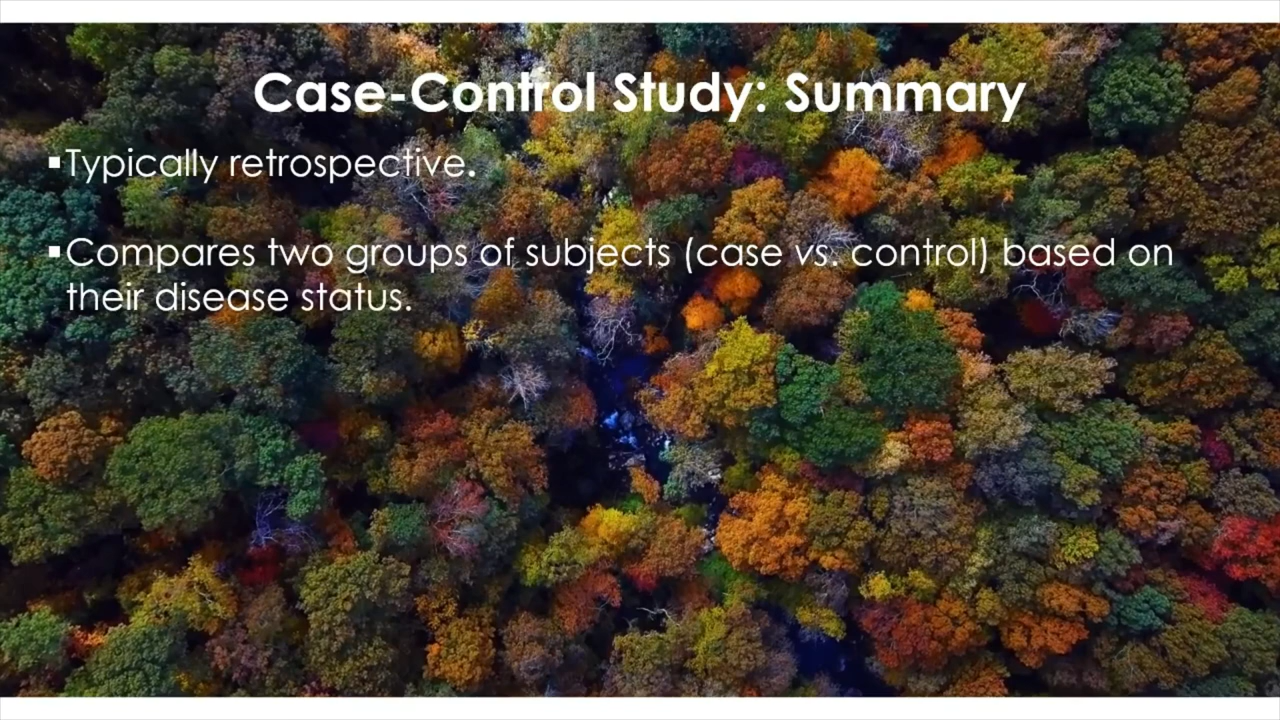 Case-Control Study: Summary
▪Typically retrospective.
▪Compares two groups of subjects (case vs. control) based on
their disease status.